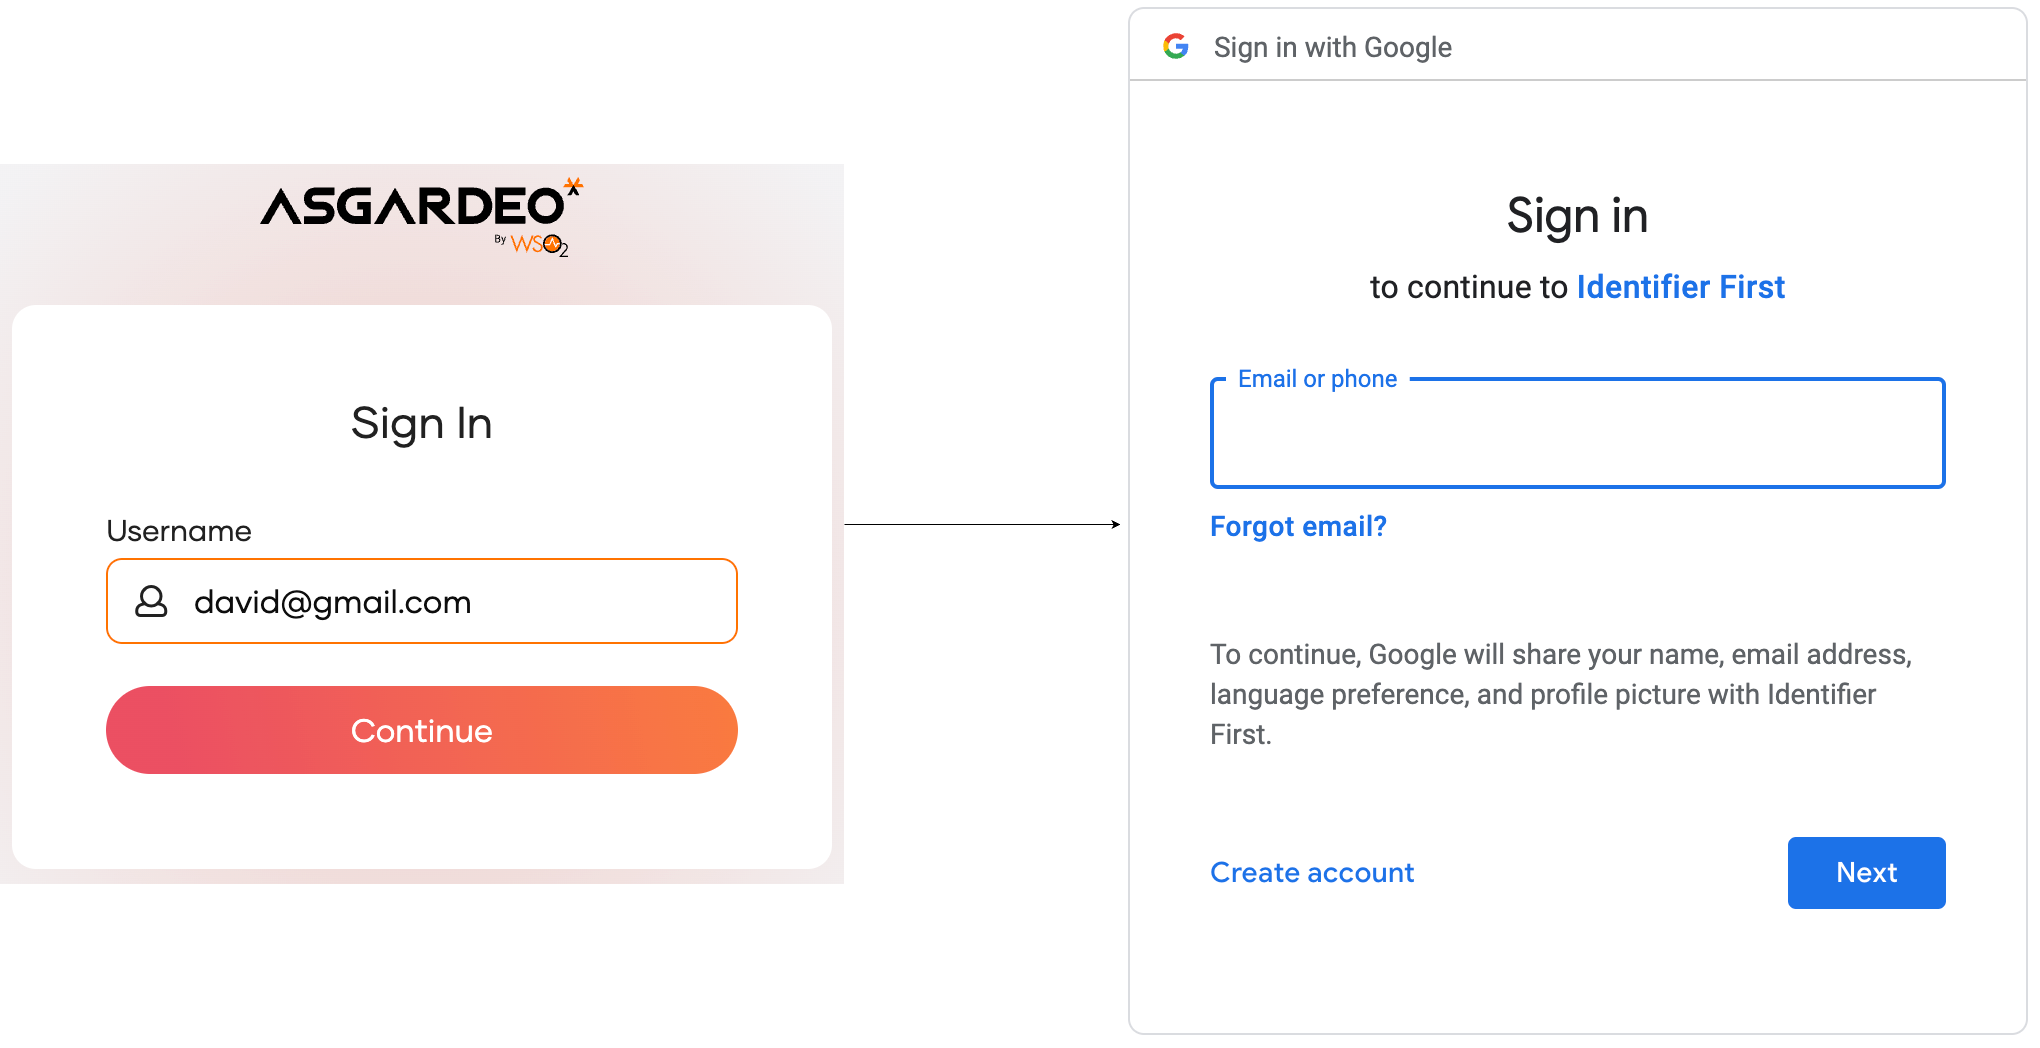 ASGARDEO
By WSO2
Sign In
Username
david@gmail.com
Continue
Sign in with Google
Sign in
to continue to Identifier First
Email or phone
Forgot email?
To continue, Google will share your name, email address,
language preference, and profile picture with Identifier
First.
Create account
Next